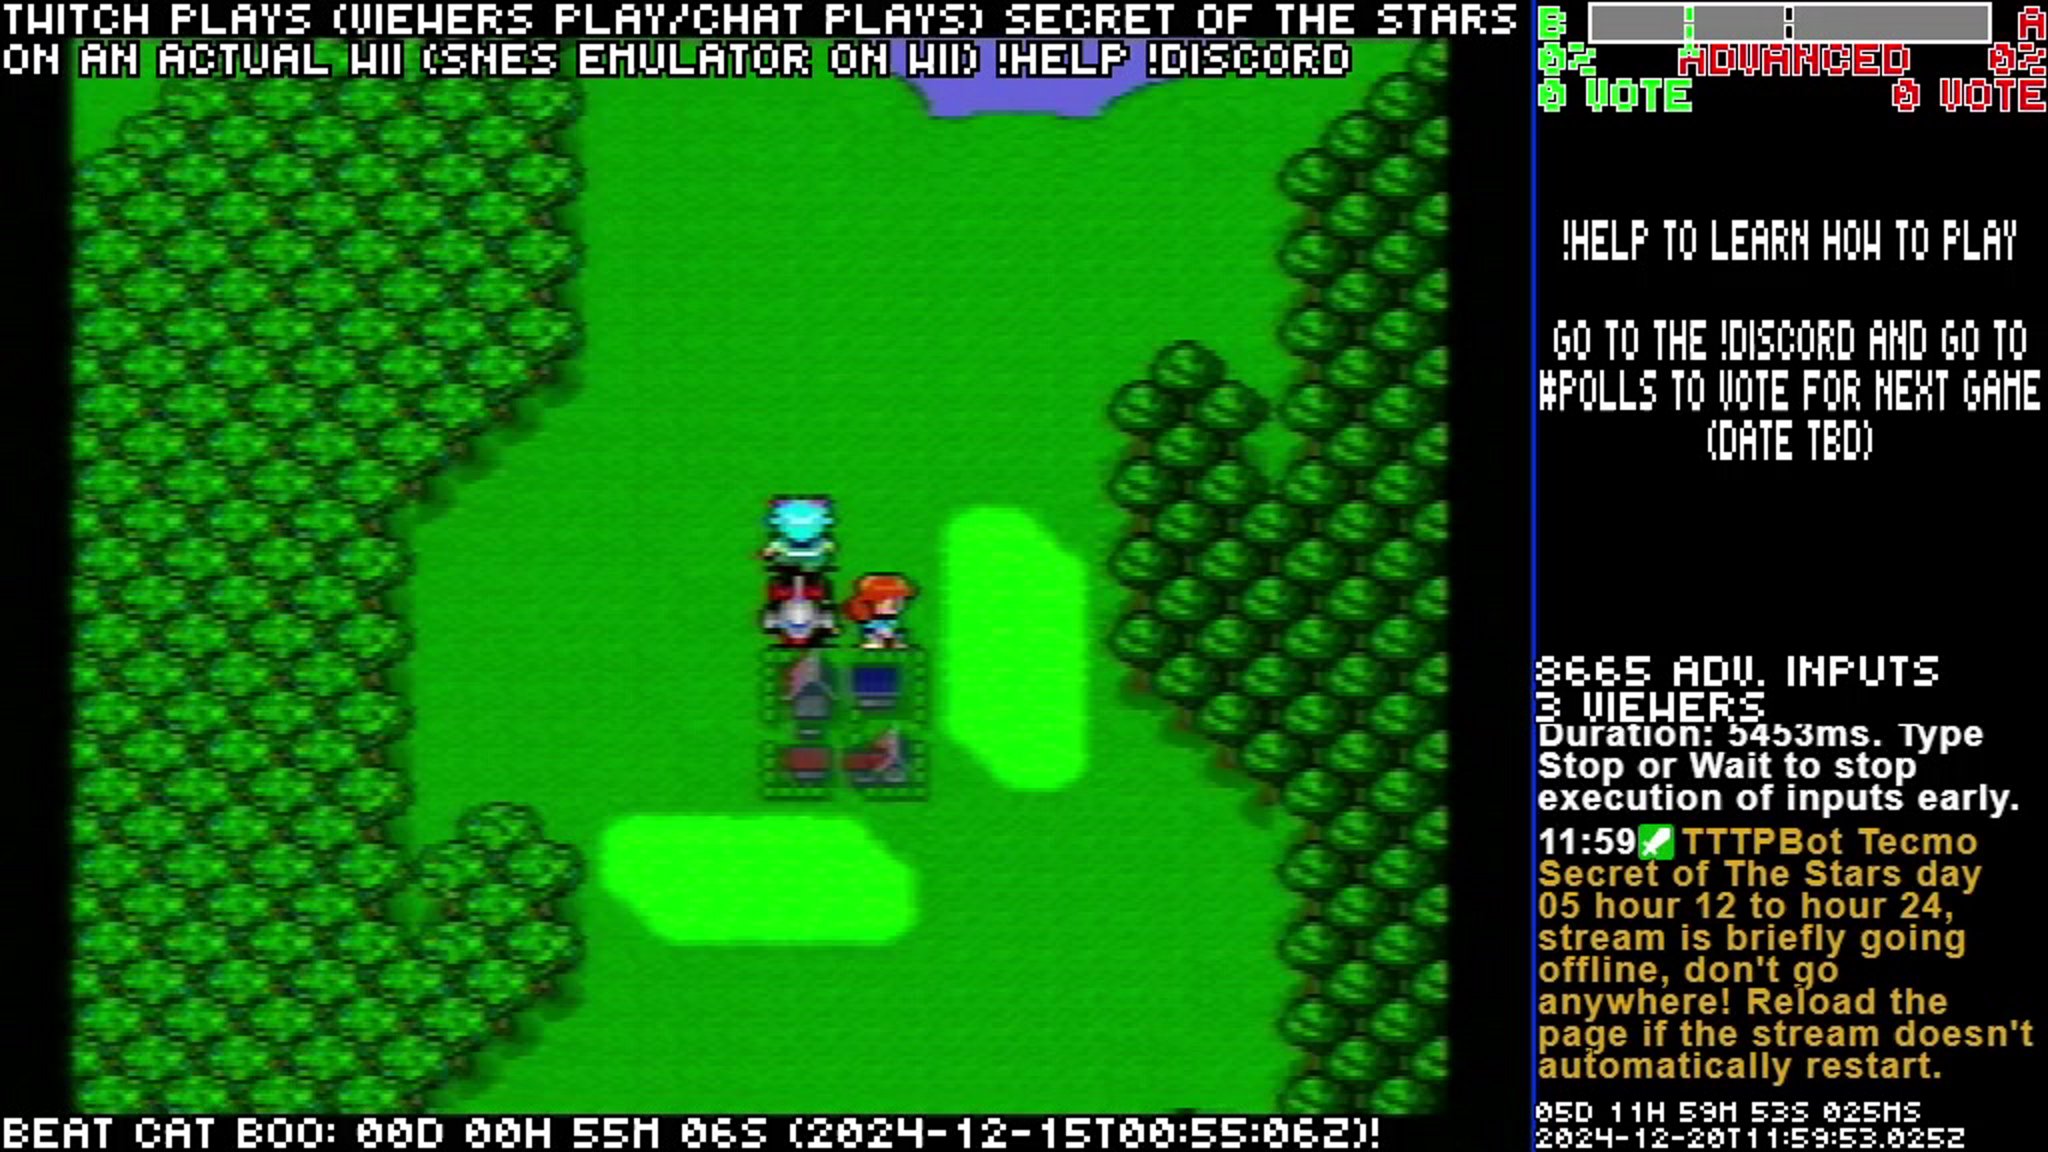 TWITCH PLAYS (VIEWERS PLAY/CHAT PLAYS) SECRET OF THE STARS
ON AN ACTUAL WII (SNES EMULATOR ON WII) !HELP !DISCORD
B A
0% ADVANCED 0%
0 VOTE 0 VOTE
!HELP TO LEARN HOW TO PLAY
GO TO THE !DISCORD AND GO TO
#POLLS TO VOTE FOR NEXT GAME
(DATE TBD)
8665 ADV. INPUTS
3 VIEWERS
Duration: 5453ms. Type
Stop or Wait to stop
execution of inputs early.
11:59 TTTPBot Tecmo
Secret of The Stars day
05 hour 12 to hour 24,
stream is briefly going
offline, don't go
anywhere! Reload the
page if the stream doesn't
automatically restart.
05D 11H 59M 53S 025MS
2024-12-20T11:59:53.025Z
BEAT CAT BOO: 00D 00H 55M 06S (2024-12-15T00:55:06Z)!